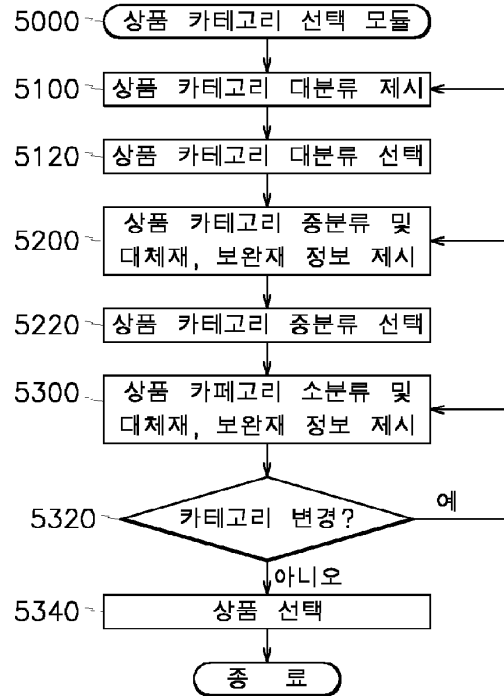 5000 상품 카테고리 선택 모듈
5100 상품 카테고리 대분류 제시
5120 상품 카테고리 대분류 선택
5200 상품 카테고리 중분류 및
대체재, 보완재 정보 제시
5220 상품 카테고리 중분류 선택
5300 상품 카페고리 소분류 및
대체재, 보완재 정보 제시
5320 카테고리 변경?
예
아니오
5340 상품 선택
종 료